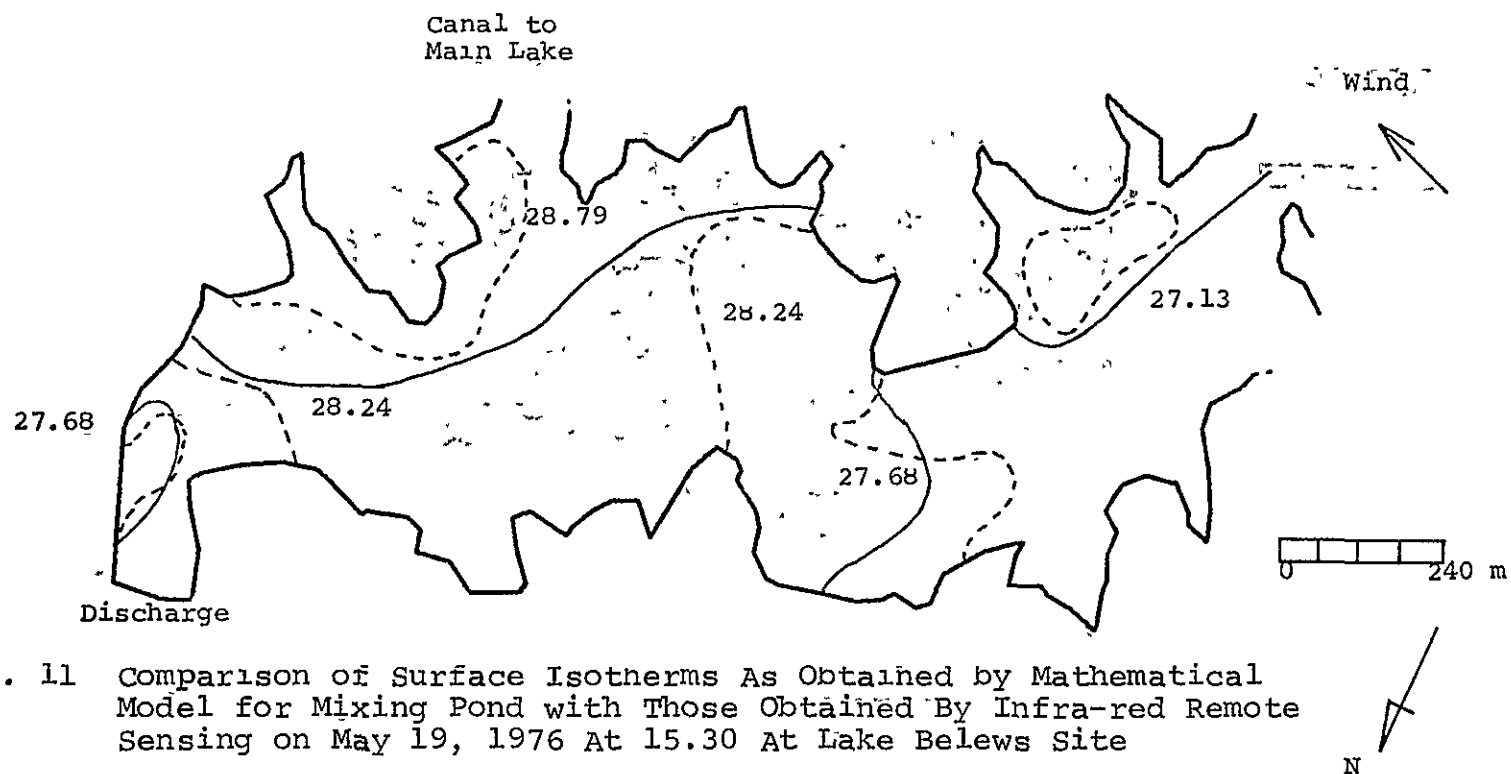 Canal to
Main Lake
Wind
28.79
28.24
27.13
28.24
27.68
27.68
0 240 m
Discharge
. 11 Comparison of Surface Isotherms As Obtained by Mathematical
Model for Mixing Pond with Those Obtained By Infra-red Remote
Sensing on May 19, 1976 At 15.30 At Lake Belews Site
N